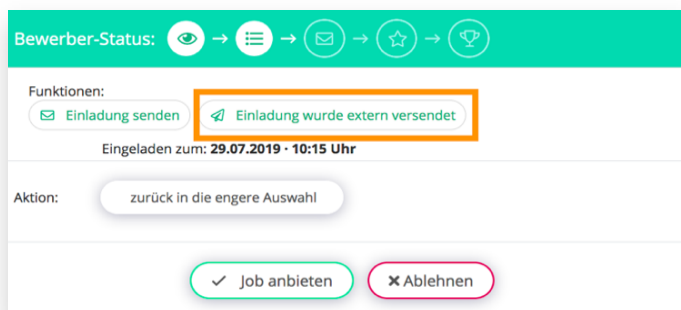 Bewerber-Status:
Funktionen:
Einladung senden Einladung wurde extern versendet
Eingeladen zum: 29.07.2019 · 10:15 Uhr
Aktion: zurück in die engere Auswahl
Job anbieten Ablehnen